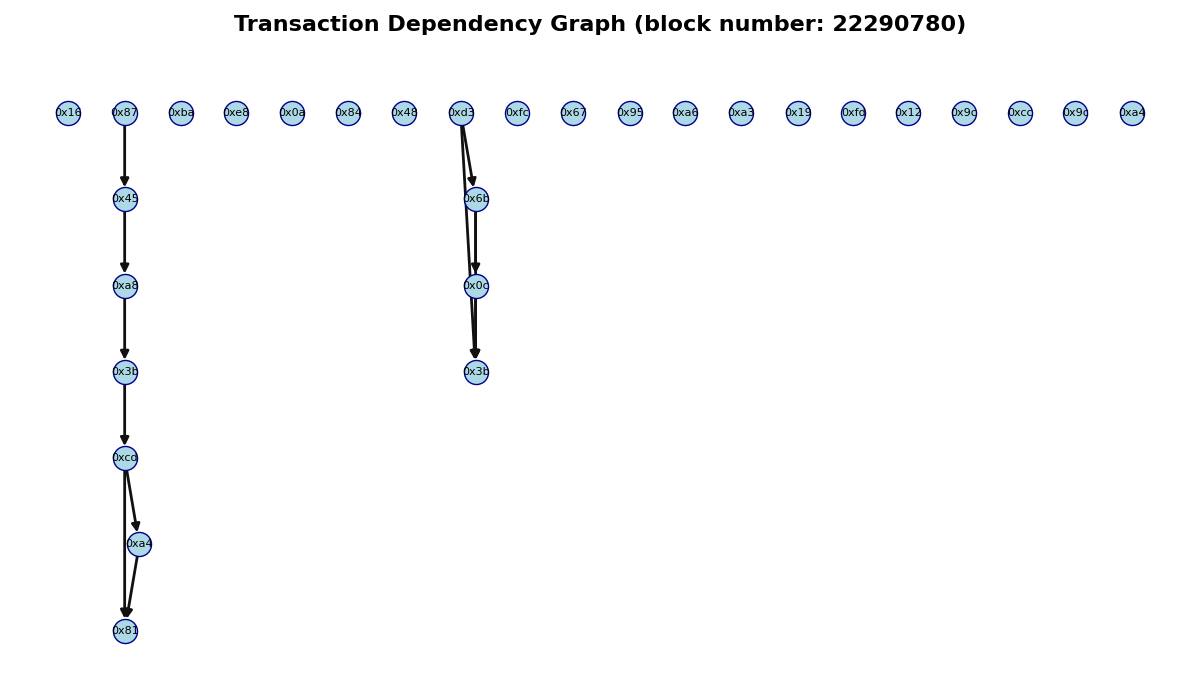 Transaction Dependency Graph (block number: 22290780)
0x16 0x87 0xba 0xe8 0x0a 0x84 0x48 0xd3 0xfc 0x67 0x95 0xa6 0xa3 0x19 0xfd 0x12 0x9c 0xcc 0x9c 0xa4
0x45 0x6b
0xa8 0x0c
0x3b 0x3b
0xcd
0xa4
0x81